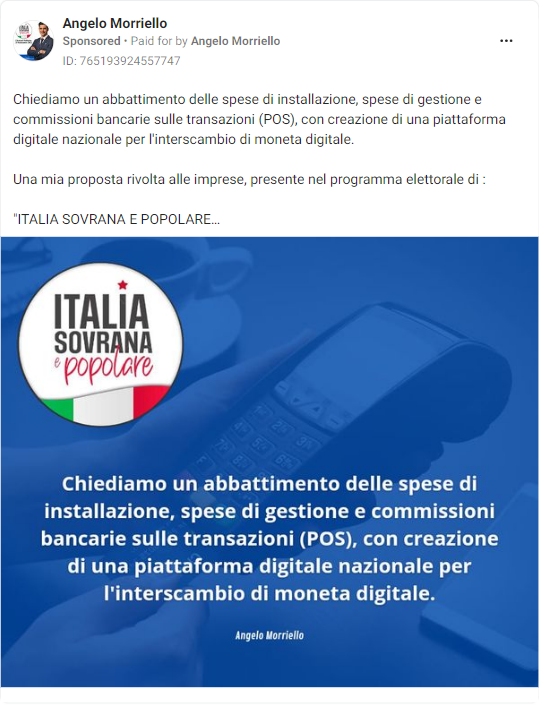 Angelo Morriello
Sponsored • Paid for by Angelo Morriello
ID: 765193924557747
Chiediamo un abbattimento delle spese di installazione, spese di gestione e
commissioni bancarie sulle transazioni (POS), con creazione di una piattaforma
digitale nazionale per l'interscambio di moneta digitale.
Una mia proposta rivolta alle imprese, presente nel programma elettorale di :
"ITALIA SOVRANA E POPOLARE...
ITALIA
SOVRANA
e popolare
Chiediamo un abbattimento delle spese di
installazione, spese di gestione e commissioni
bancarie sulle transazioni (POS), con creazione
di una piattaforma digitale nazionale per
l'interscambio di moneta digitale.
Angelo Morriello